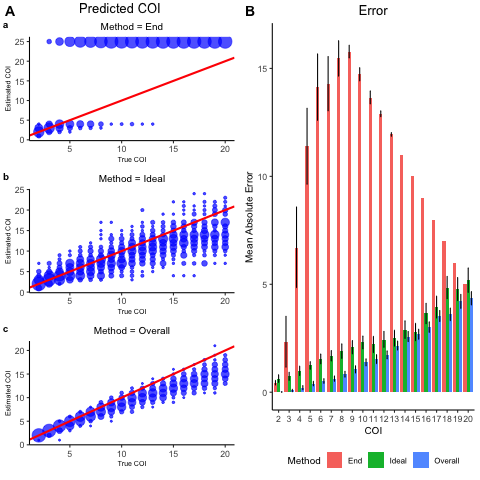 A
Predicted COI
a
Method = End
25
20
15
10
5
0
Estimated COI
5
10
15
20
True COI
b
Method = Ideal
25
20
15
10
5
0
Estimated COI
5
10
15
20
True COI
c
Method = Overall
20
15
10
5
0
Estimated COI
5
10
15
20
True COI
B
Error
15
10
5
0
Mean Absolute Error
2 3 4 5 6 7 8 9 10 11 12 13 14 15 16 17 18 19 20
COI
Method End Ideal Overall